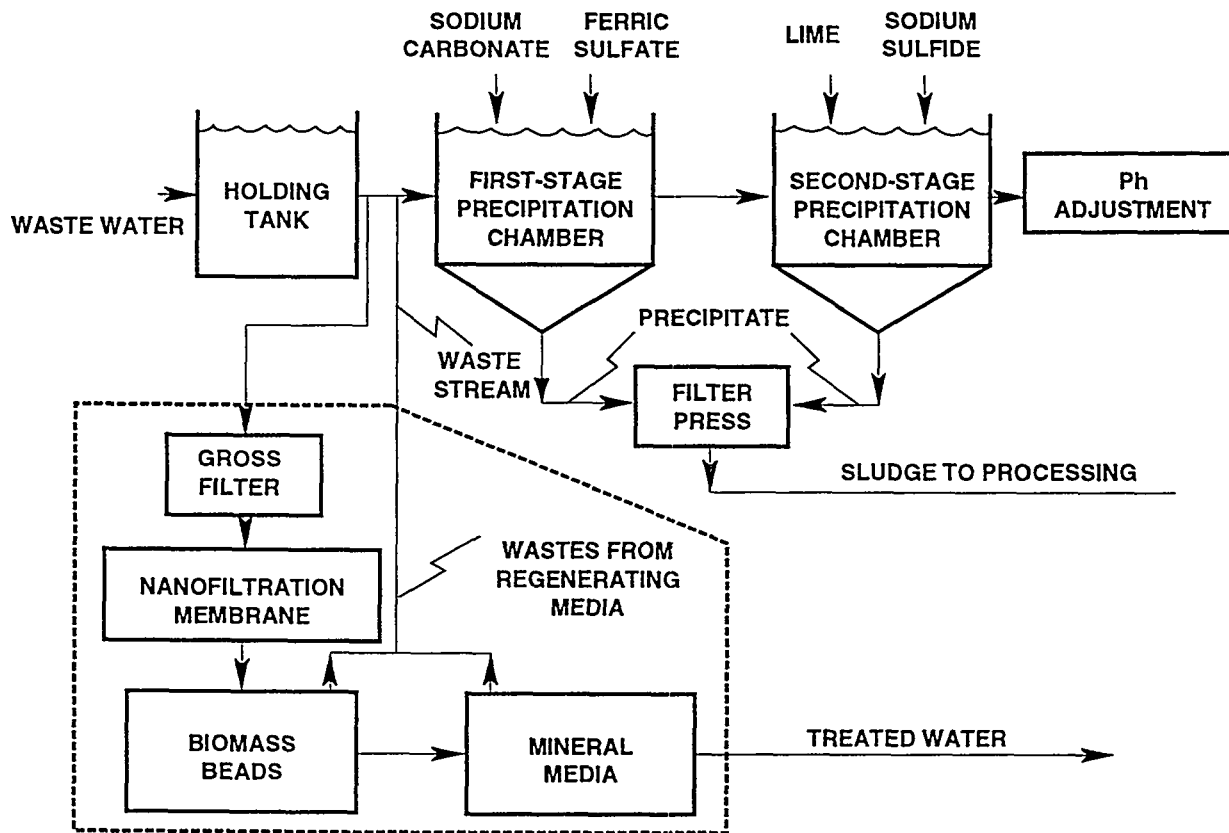 SODIUM
CARBONATE
FERRIC
SULFATE
LIME
SODIUM
SULFIDE
WASTE WATER
HOLDING
TANK
FIRST-STAGE
PRECIPITATION
CHAMBER
SECOND-STAGE
PRECIPITATION
CHAMBER
Ph
ADJUSTMENT
WASTE
STREAM
PRECIPITATE
FILTER
PRESS
SLUDGE TO PROCESSING
GROSS
FILTER
NANOFILTRATION
MEMBRANE
WASTES FROM
REGENERATING
MEDIA
BIOMASS
BEADS
MINERAL
MEDIA
TREATED WATER